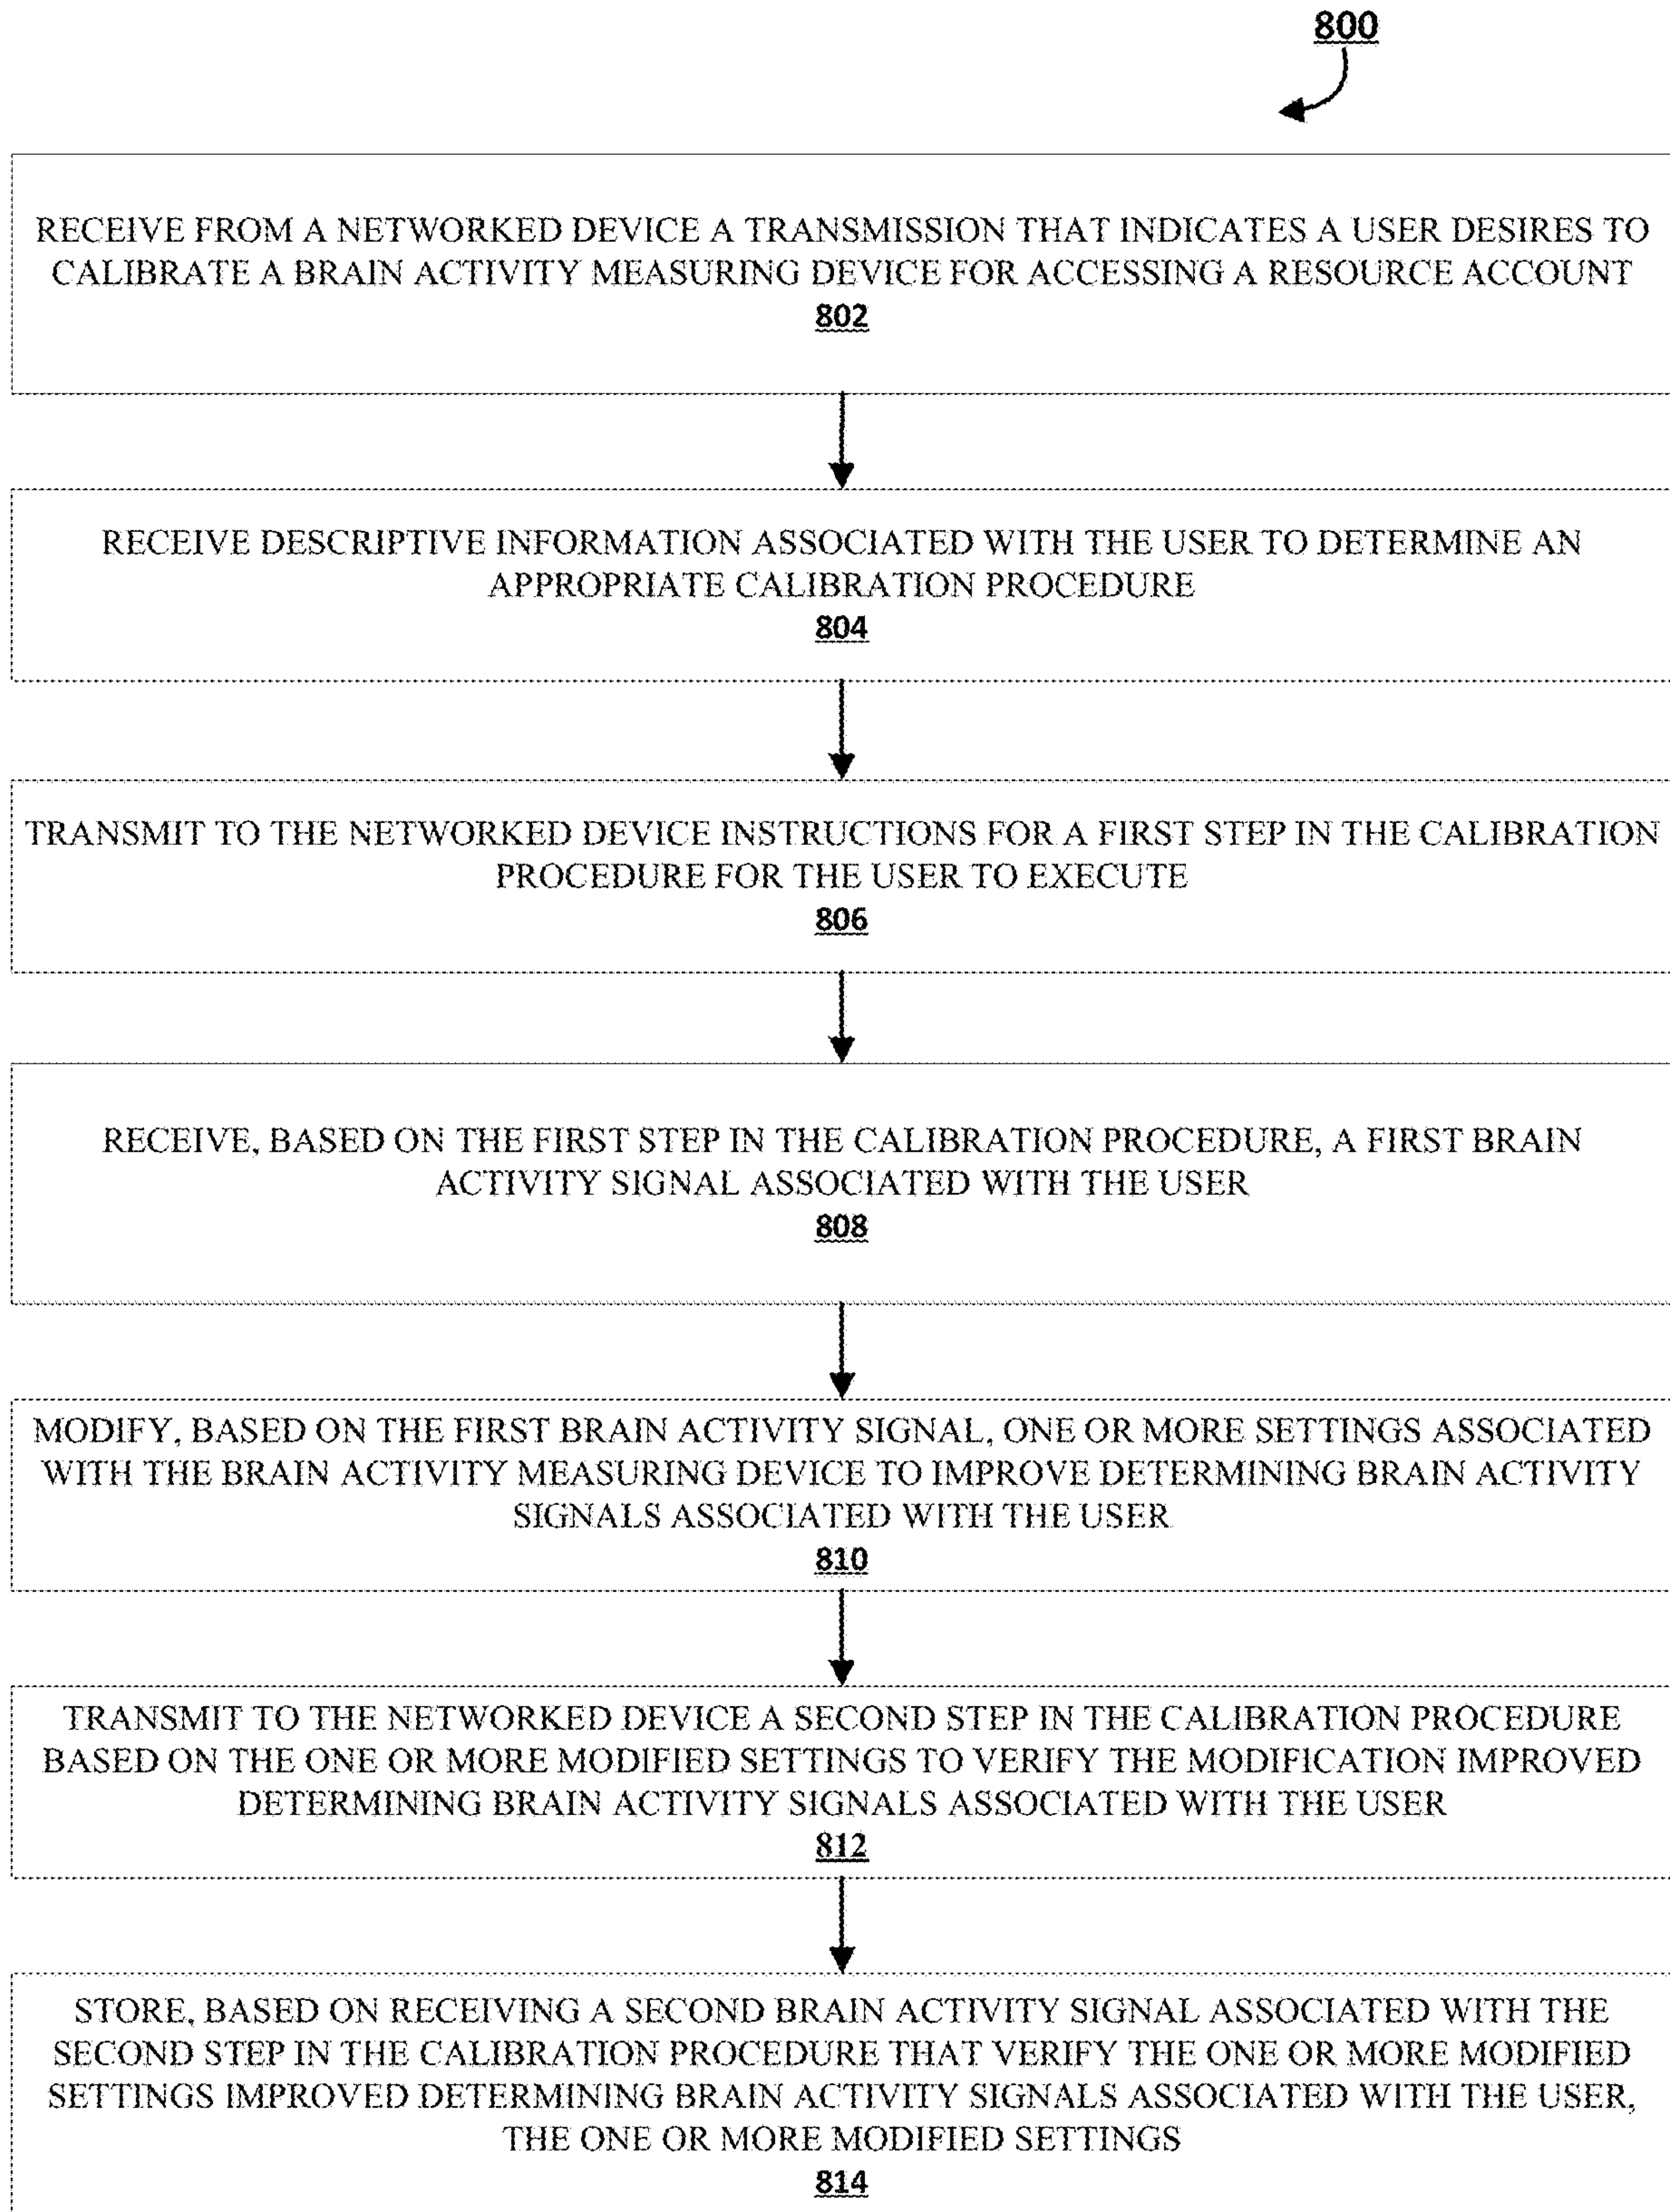 800
RECEIVE FROM A NETWORKED DEVICE A TRANSMISSION THAT INDICATES A USER DESIRES TO
CALIBRATE A BRAIN ACTIVITY MEASURING DEVICE FOR ACCESSING A RESOURCE ACCOUNT
802
RECEIVE DESCRIPTIVE INFORMATION ASSOCIATED WITH THE USER TO DETERMINE AN
APPROPRIATE CALIBRATION PROCEDURE
804
TRANSMIT TO THE NETWORKED DEVICE INSTRUCTIONS FOR A FIRST STEP IN THE CALIBRATION
PROCEDURE FOR THE USER TO EXECUTE
806
RECEIVE, BASED ON THE FIRST STEP IN THE CALIBRATION PROCEDURE, A FIRST BRAIN
ACTIVITY SIGNAL ASSOCIATED WITH THE USER
808
MODIFY, BASED ON THE FIRST BRAIN ACTIVITY SIGNAL, ONE OR MORE SETTINGS ASSOCIATED
WITH THE BRAIN ACTIVITY MEASURING DEVICE TO IMPROVE DETERMINING BRAIN ACTIVITY
SIGNALS ASSOCIATED WITH THE USER
810
TRANSMIT TO THE NETWORKED DEVICE A SECOND STEP IN THE CALIBRATION PROCEDURE
BASED ON THE ONE OR MORE MODIFIED SETTINGS TO VERIFY THE MODIFICATION IMPROVED
DETERMINING BRAIN ACTIVITY SIGNALS ASSOCIATED WITH THE USER
812
STORE, BASED ON RECEIVING A SECOND BRAIN ACTIVITY SIGNAL ASSOCIATED WITH THE
SECOND STEP IN THE CALIBRATION PROCEDURE THAT VERIFY THE ONE OR MORE MODIFIED
SETTINGS IMPROVED DETERMINING BRAIN ACTIVITY SIGNALS ASSOCIATED WITH THE USER,
THE ONE OR MORE MODIFIED SETTINGS
814